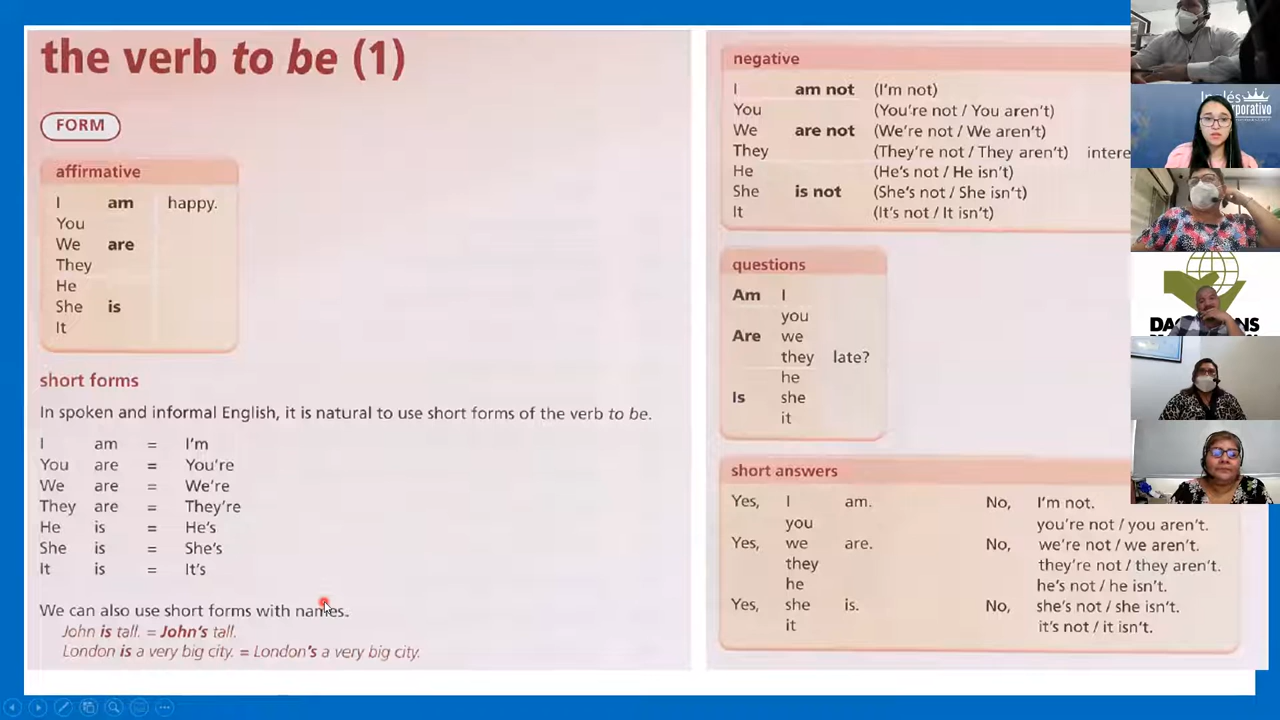 the verb to be (1)
FORM
affirmative
I am happy.
You
We are
They
He
She is
It
short forms
In spoken and informal English, it is natural to use short forms of the verb to be.
I am = I'm
You are = You're
We are = We're
They are = They're
He is = He's
She is = She's
It is = It's
We can also use short forms with names.
John is tall. = John's tall.
London is a very big city. = London's a very big city.
negative
I am not (I'm not)
You (You're not / You aren't)
We are not (We're not / We aren't)
They (They're not / They aren't) intere
He (He's not / He isn't)
She is not (She's not / She isn't)
It (It's not / It isn't)
questions
Am I
you
Are we
they late?
he
Is she
it
short answers
Yes, I am. No, I'm not.
you you're not / you aren't.
Yes, we are. No, we're not / we aren't.
they they're not / they aren't.
he he's not / he isn't.
Yes, she is. No, she's not / she isn't.
it it's not / it isn't.
Inglés
orporativo